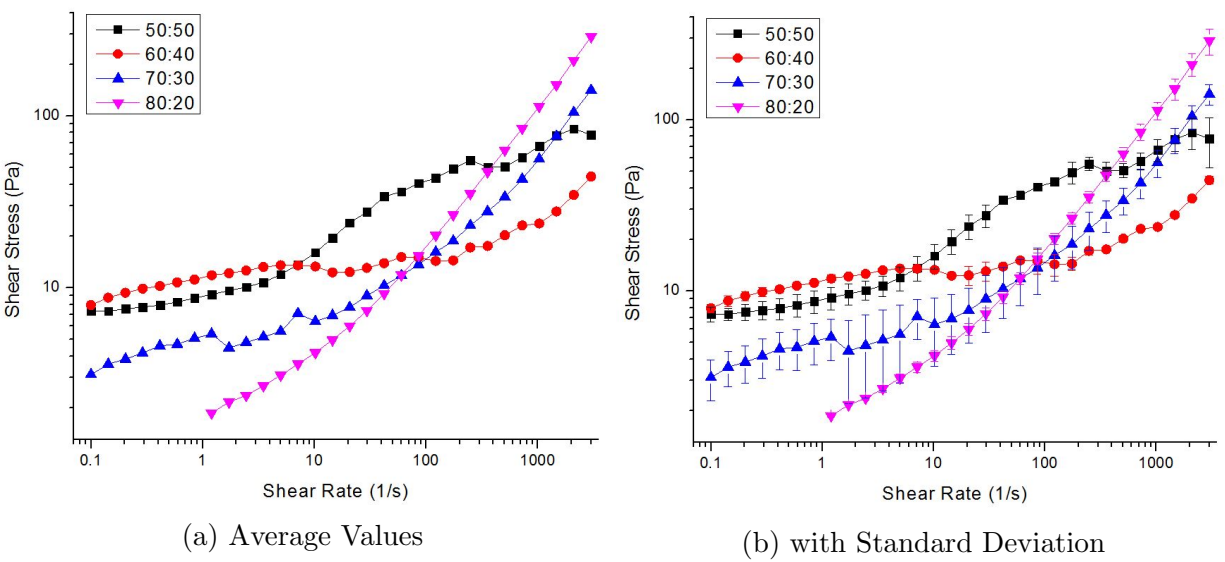 50:50
60:40
70:30
80:20
100
10
Shear Stress (Pa)
0.1 1 10 100 1000
Shear Rate (1/s)
(a) Average Values
50:50
60:40
70:30
80:20
100
10
Shear Stress (Pa)
0.1 1 10 100 1000
Shear Rate (1/s)
(b) with Standard Deviation